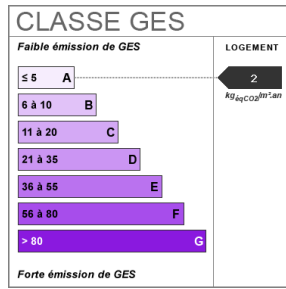 CLASSE GES
Faible émission de GES
LOGEMENT
≤ 5 A
2
kgéqCO2/m².an
6 à 10 B
11 à 20 C
21 à 35 D
36 à 55 E
56 à 80 F
> 80 G
Forte émission de GES